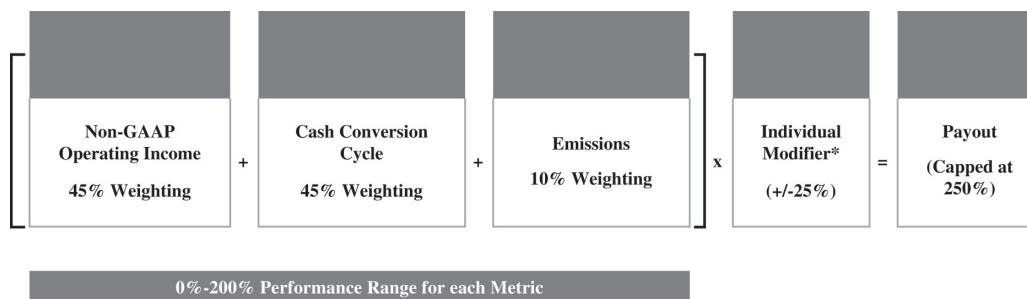 Non-GAAP
Operating Income
45% Weighting
+
Cash Conversion
Cycle
45% Weighting
+
Emissions
10% Weighting
x
Individual
Modifier*
(+/-25%)
=
Payout
(Capped at
250%)
0%-200% Performance Range for each Metric